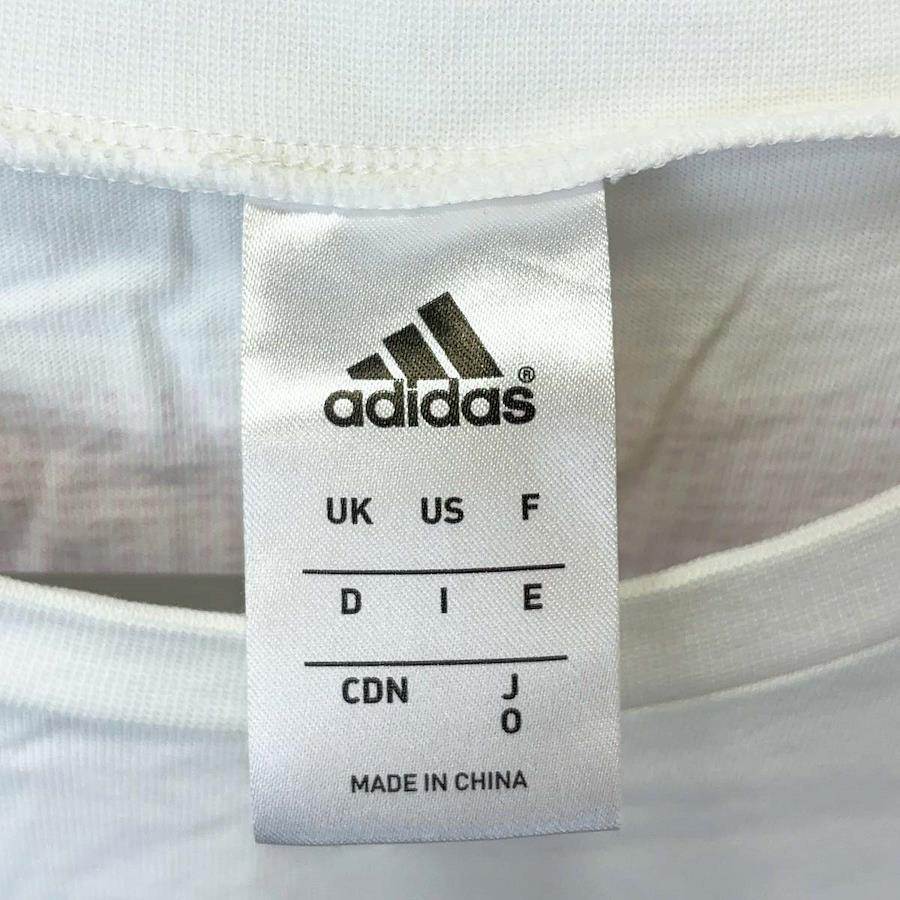 adidas®
UK US F
D I E
CDN J
O
MADE IN CHINA